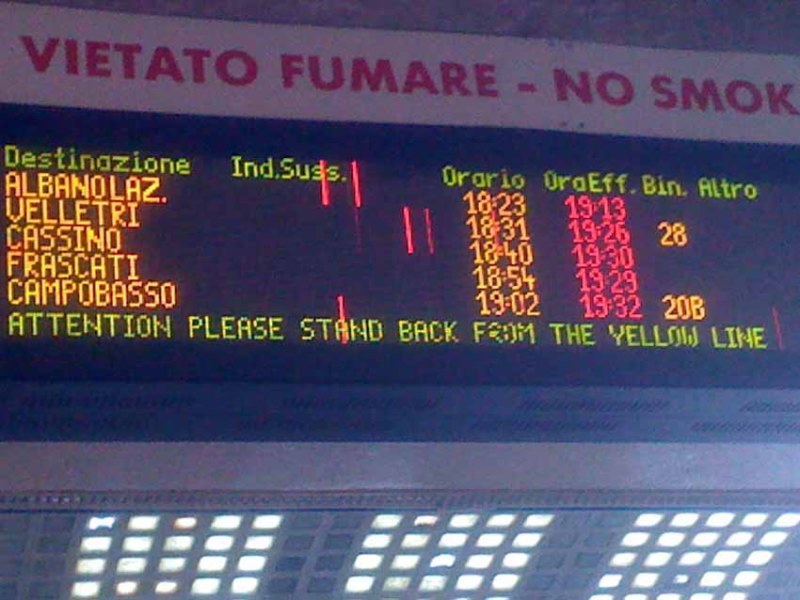 VIETATO FUMARE - NO SMOK
Destinazione Ind.Suss. Orario OraEff. Bin. Altro
ALBANOLAZ. 18:23 19:13
VELLETRI 18:31 19:26 28
CASSINO 18:40 19:30
FRASCATI 18:54 19:29
CAMPOBASSO 19:02 19:32 20B
ATTENTION PLEASE STAND BACK FROM THE YELLOW LINE